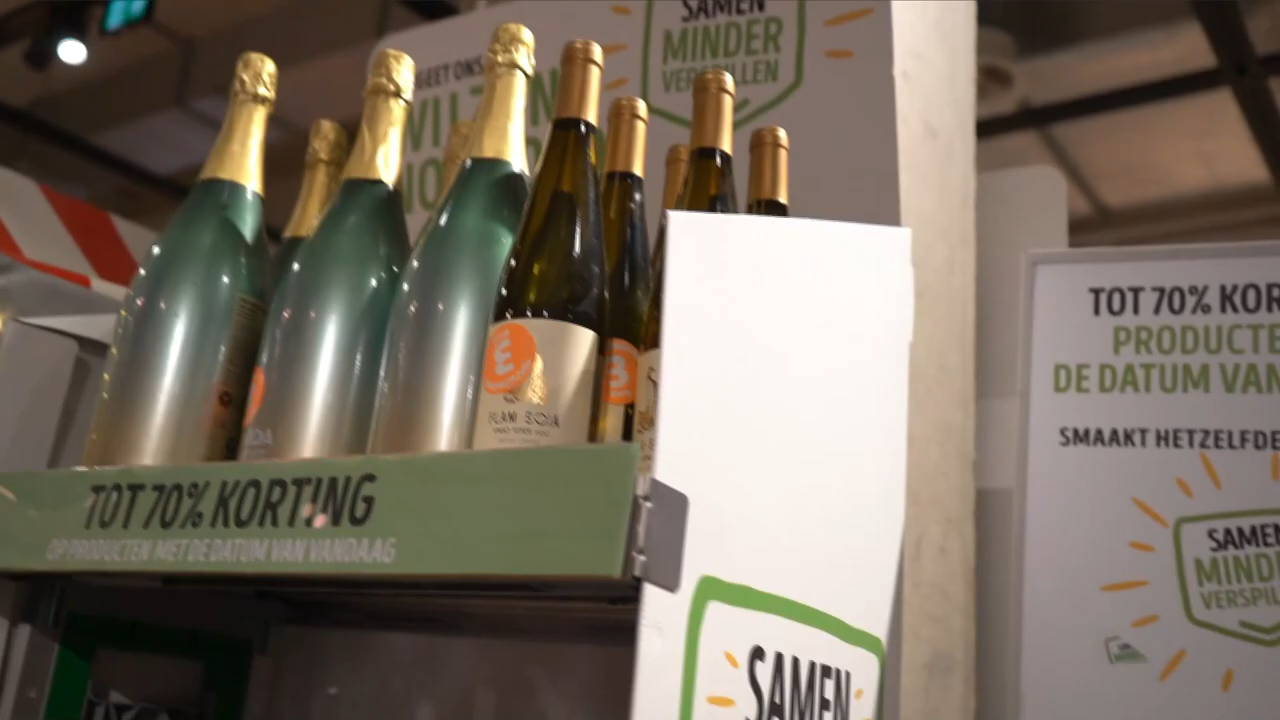 SAMEN
MINDER
VERSPILLEN
TOT 70% KORTING
OP PRODUCTEN MET DE DATUM VAN VANDAAG
TOT 70% KOR
PRODUCTE
DE DATUM VAN
SMAAKT HETZELFDE
SAMEN
MINDE
VERSPIL
SAMEN